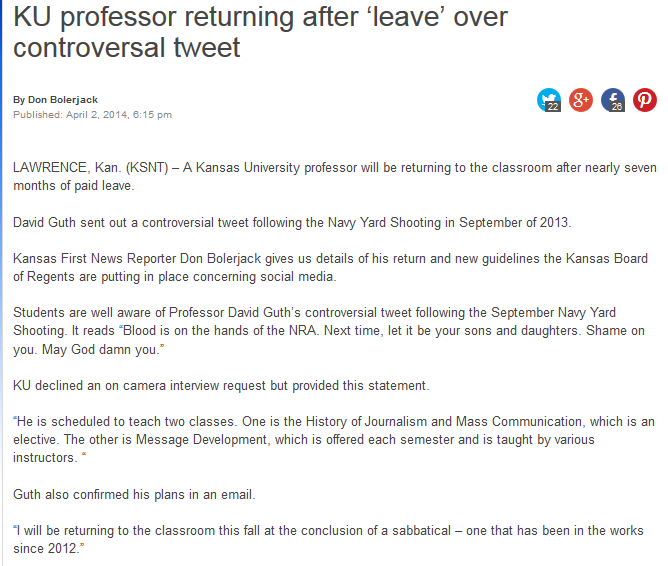 KU professor returning after ‘leave’ over
controversal tweet
By Don Bolerjack
Published: April 2, 2014, 6:15 pm
22
g+
f
26
LAWRENCE, Kan. (KSNT) – A Kansas University professor will be returning to the classroom after nearly seven
months of paid leave.
David Guth sent out a controversial tweet following the Navy Yard Shooting in September of 2013.
Kansas First News Reporter Don Bolerjack gives us details of his return and new guidelines the Kansas Board
of Regents are putting in place concerning social media.
Students are well aware of Professor David Guth’s controversial tweet following the September Navy Yard
Shooting. It reads “Blood is on the hands of the NRA. Next time, let it be your sons and daughters. Shame on
you. May God damn you.”
KU declined an on camera interview request but provided this statement.
“He is scheduled to teach two classes. One is the History of Journalism and Mass Communication, which is an
elective. The other is Message Development, which is offered each semester and is taught by various
instructors. “
Guth also confirmed his plans in an email.
“I will be returning to the classroom this fall at the conclusion of a sabbatical – one that has been in the works
since 2012.”